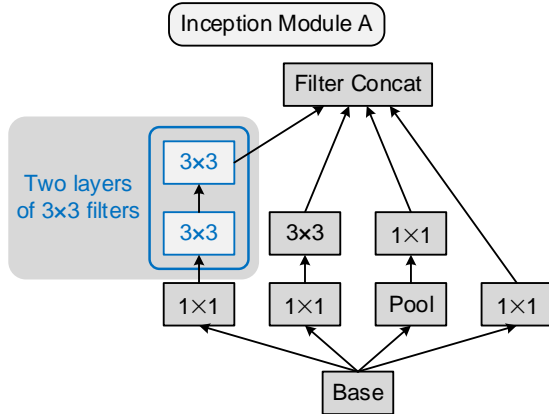 Inception Module A
Filter Concat
3×3
Two layers
of 3×3 filters
3×3
3×3
1×1
1×1
1×1
Pool
1×1
Base